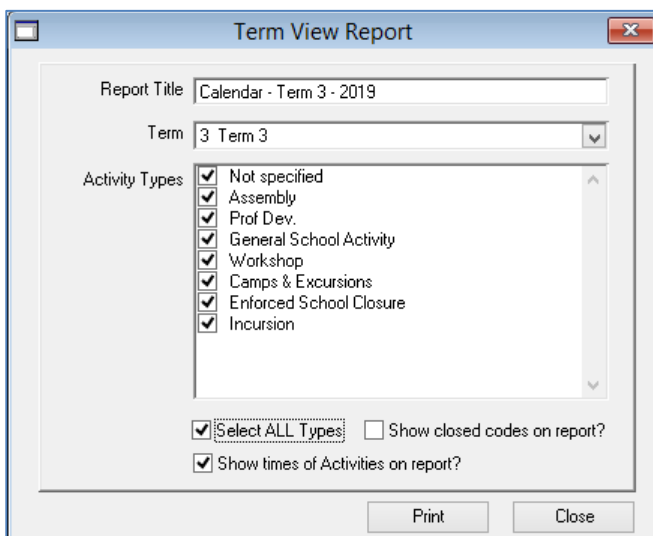 Term View Report
Report Title Calendar - Term 3 - 2019
Term 3 Term 3
Activity Types
Not specified
Assembly
Prof Dev.
General School Activity
Workshop
Camps & Excursions
Enforced School Closure
Incursion
Select ALL Types Show closed codes on report?
Show times of Activities on report?
Print Close